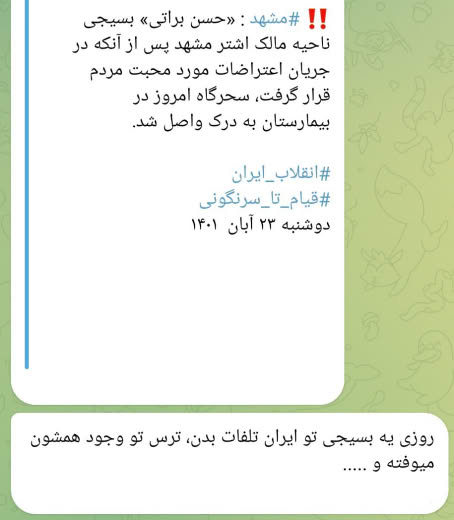 ‼️ #مشهد : «حسن براتی» بسیجی
ناحیه مالک اشتر مشهد پس از آنکه در
جریان اعتراضات مورد محبت مردم
قرار گرفت، سحرگاه امروز در
بیمارستان به درک واصل شد.
#انقلاب_ایران
#قیام_تا_سرنگونی
دوشنبه ۲۳ آبان ۱۴۰۱
روزی یه بسیجی تو ایران تلفات بدن، ترس تو وجود همشون
میوفته و .....